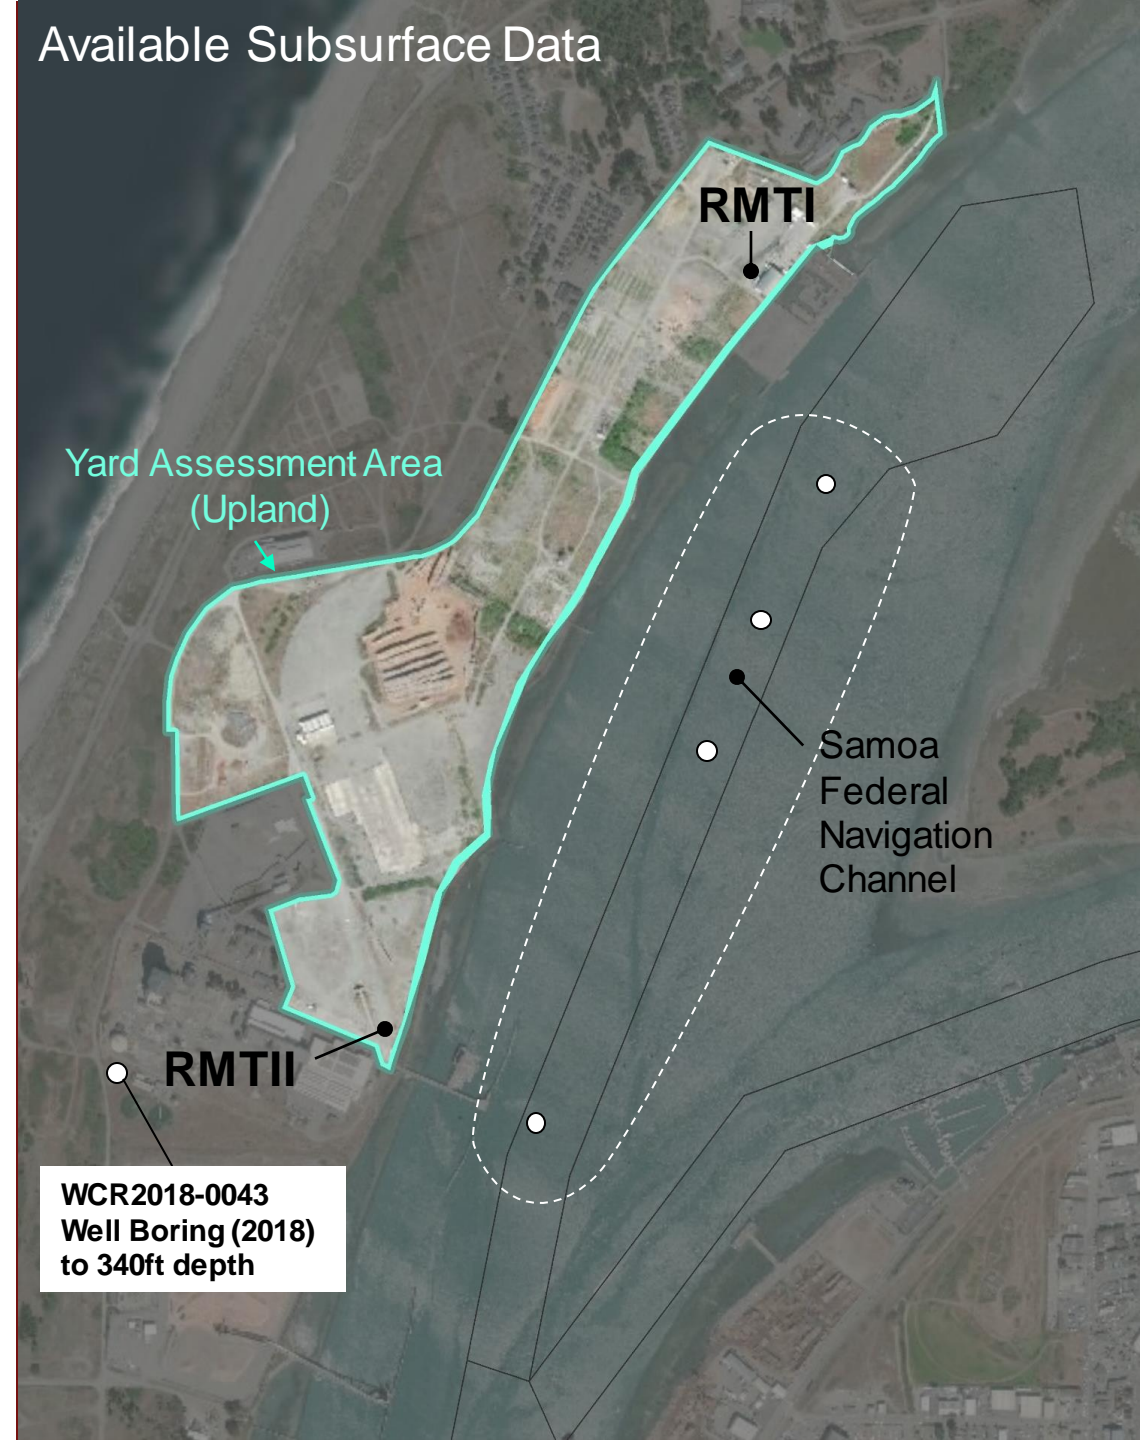 Available Subsurface Data
RMTI
Yard Assessment Area
(Upland)
Samoa
Federal
Navigation
Channel
RMTII
WCR2018-0043
Well Boring (2018)
to 340ft depth